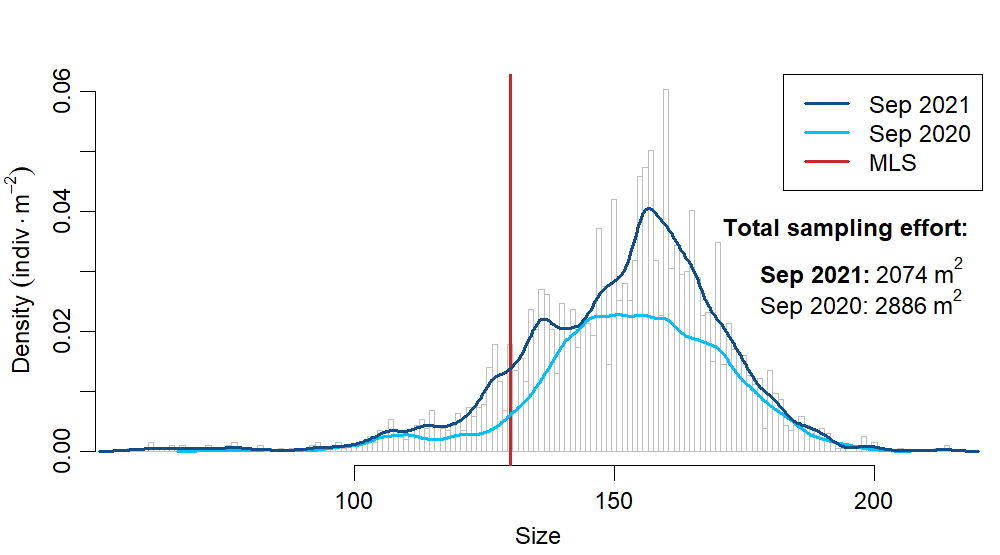 Sep 2021
Sep 2020
MLS
Total sampling effort:
Sep 2021: 2074 m²
Sep 2020: 2886 m²
Density (indiv·m⁻²)
0.00
0.02
0.04
0.06
100
150
200
Size